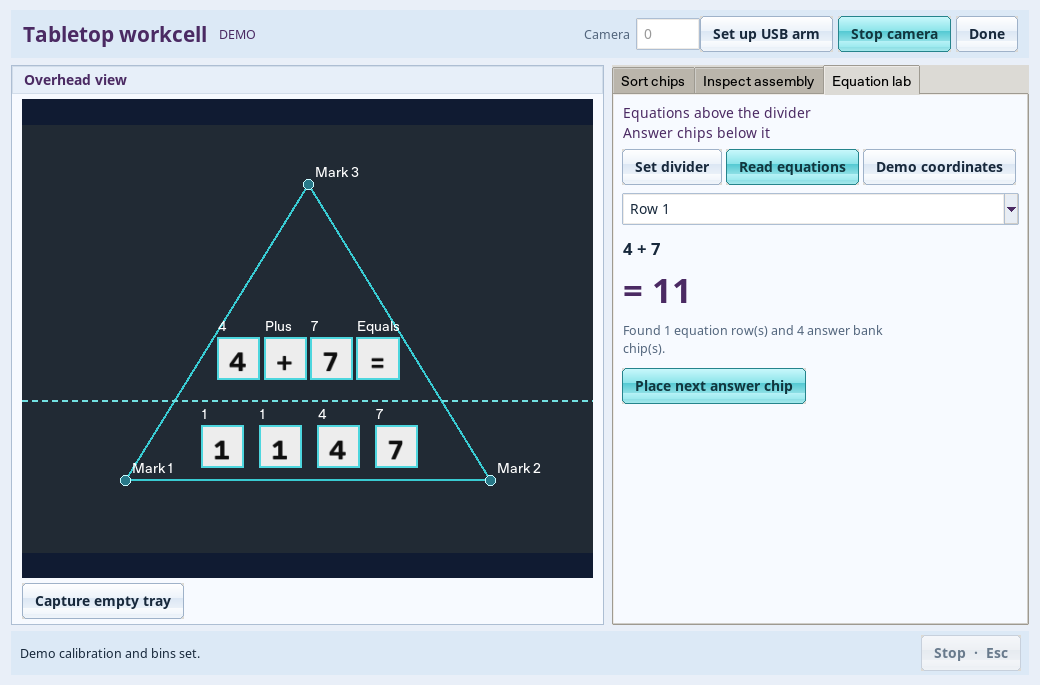 Tabletop workcell DEMO
Camera 0 Set up USB arm Stop camera Done
Overhead view
Mark 3
4 Plus 7 Equals
4 + 7 =
1 1 4 7
1 1 4 7
Mark 1 Mark 2
Capture empty tray
Sort chips Inspect assembly Equation lab
Equations above the divider
Answer chips below it
Set divider Read equations Demo coordinates
Row 1
4 + 7
= 11
Found 1 equation row(s) and 4 answer bank
chip(s).
Place next answer chip
Demo calibration and bins set.
Stop · Esc